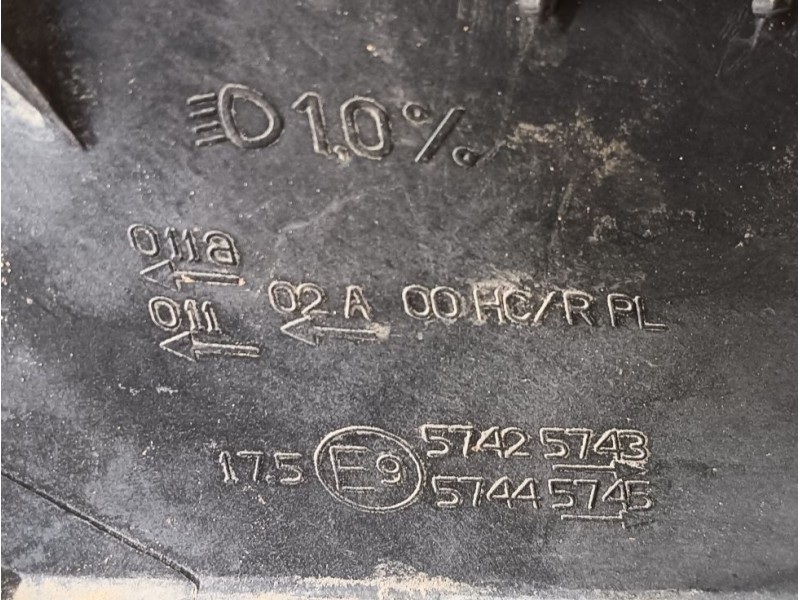 1.0%
011a
011 02 A 00 HC/R PL
17.5 E9 5742 5743
5744 5745